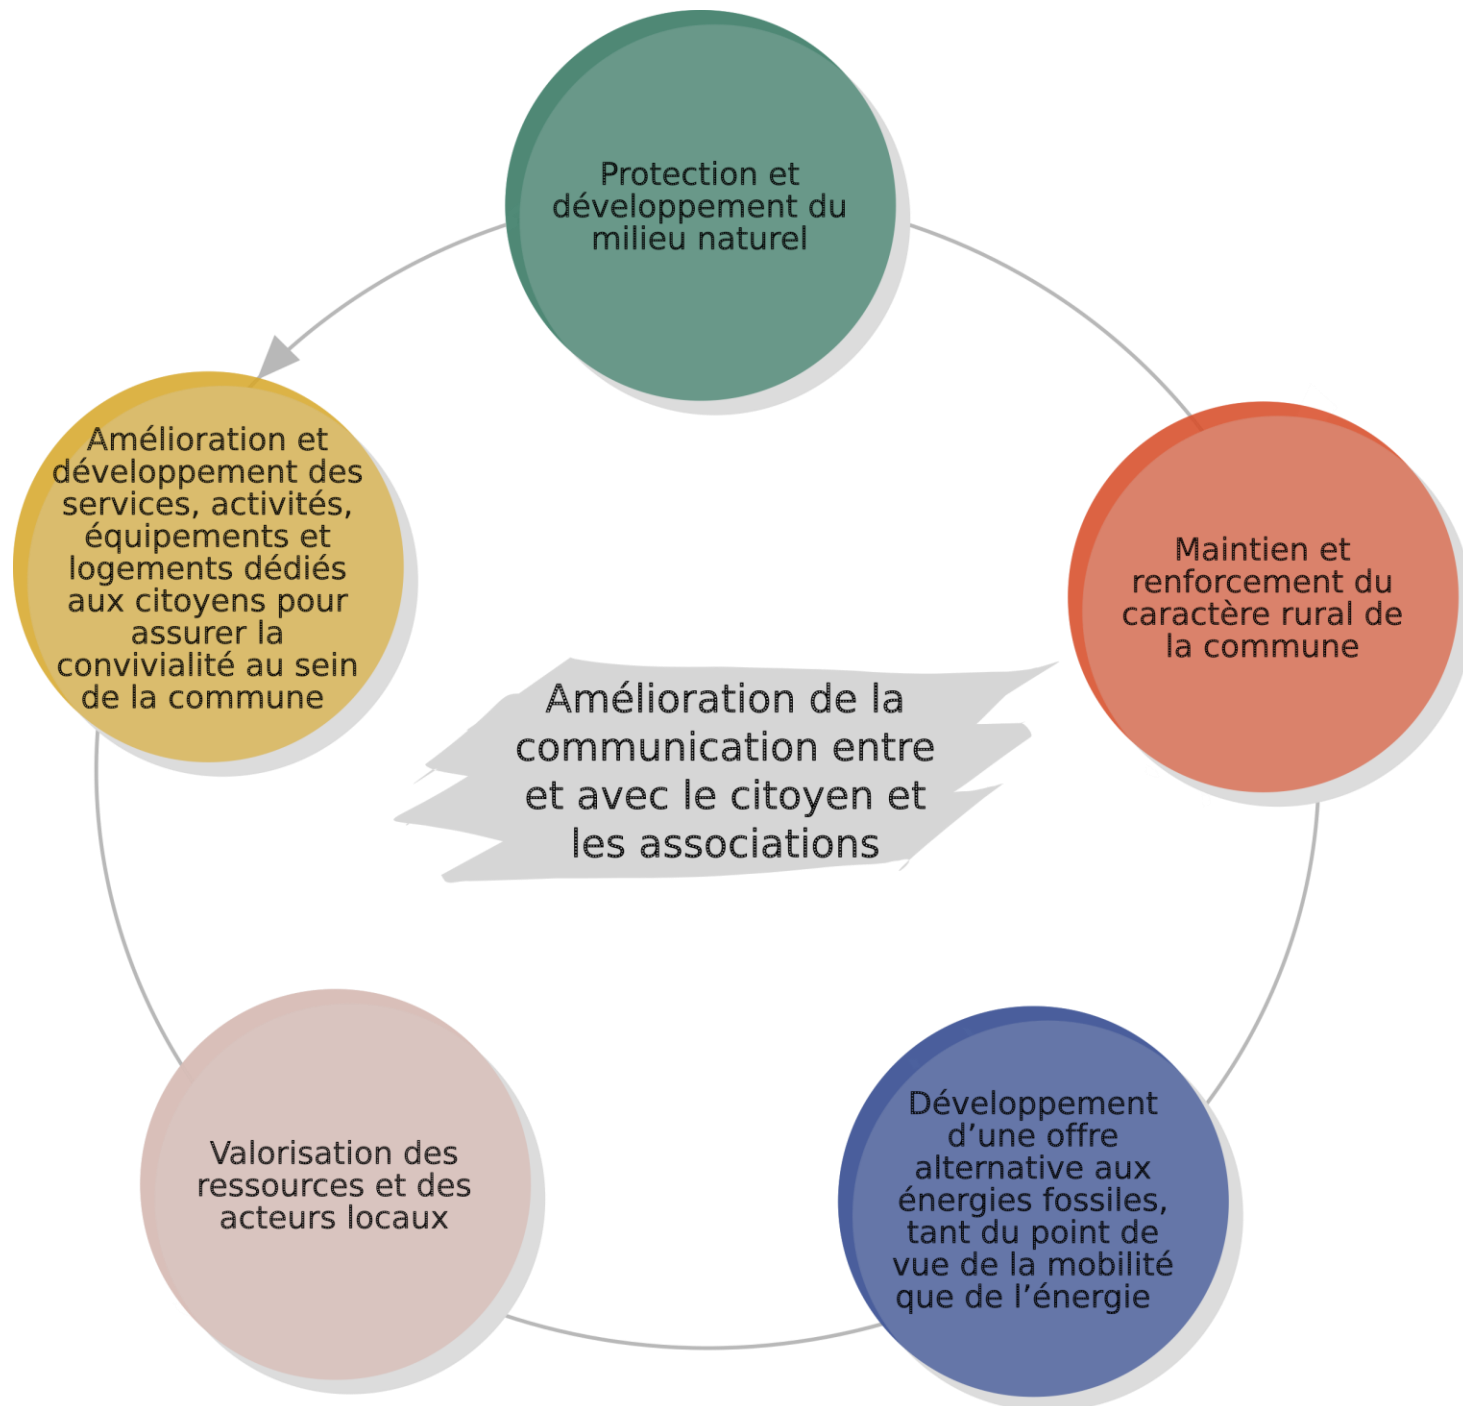 Protection et
développement du
milieu naturel
Amélioration et
développement des
services, activités,
équipements et
logements dédiés
aux citoyens pour
assurer la
convivialité au sein
de la commune
Maintien et
renforcement du
caractère rural de
la commune
Amélioration de la
communication entre
et avec le citoyen et
les associations
Valorisation des
ressources et des
acteurs locaux
Développement
d’une offre
alternative aux
énergies fossiles,
tant du point de
vue de la mobilité
que de l’énergie